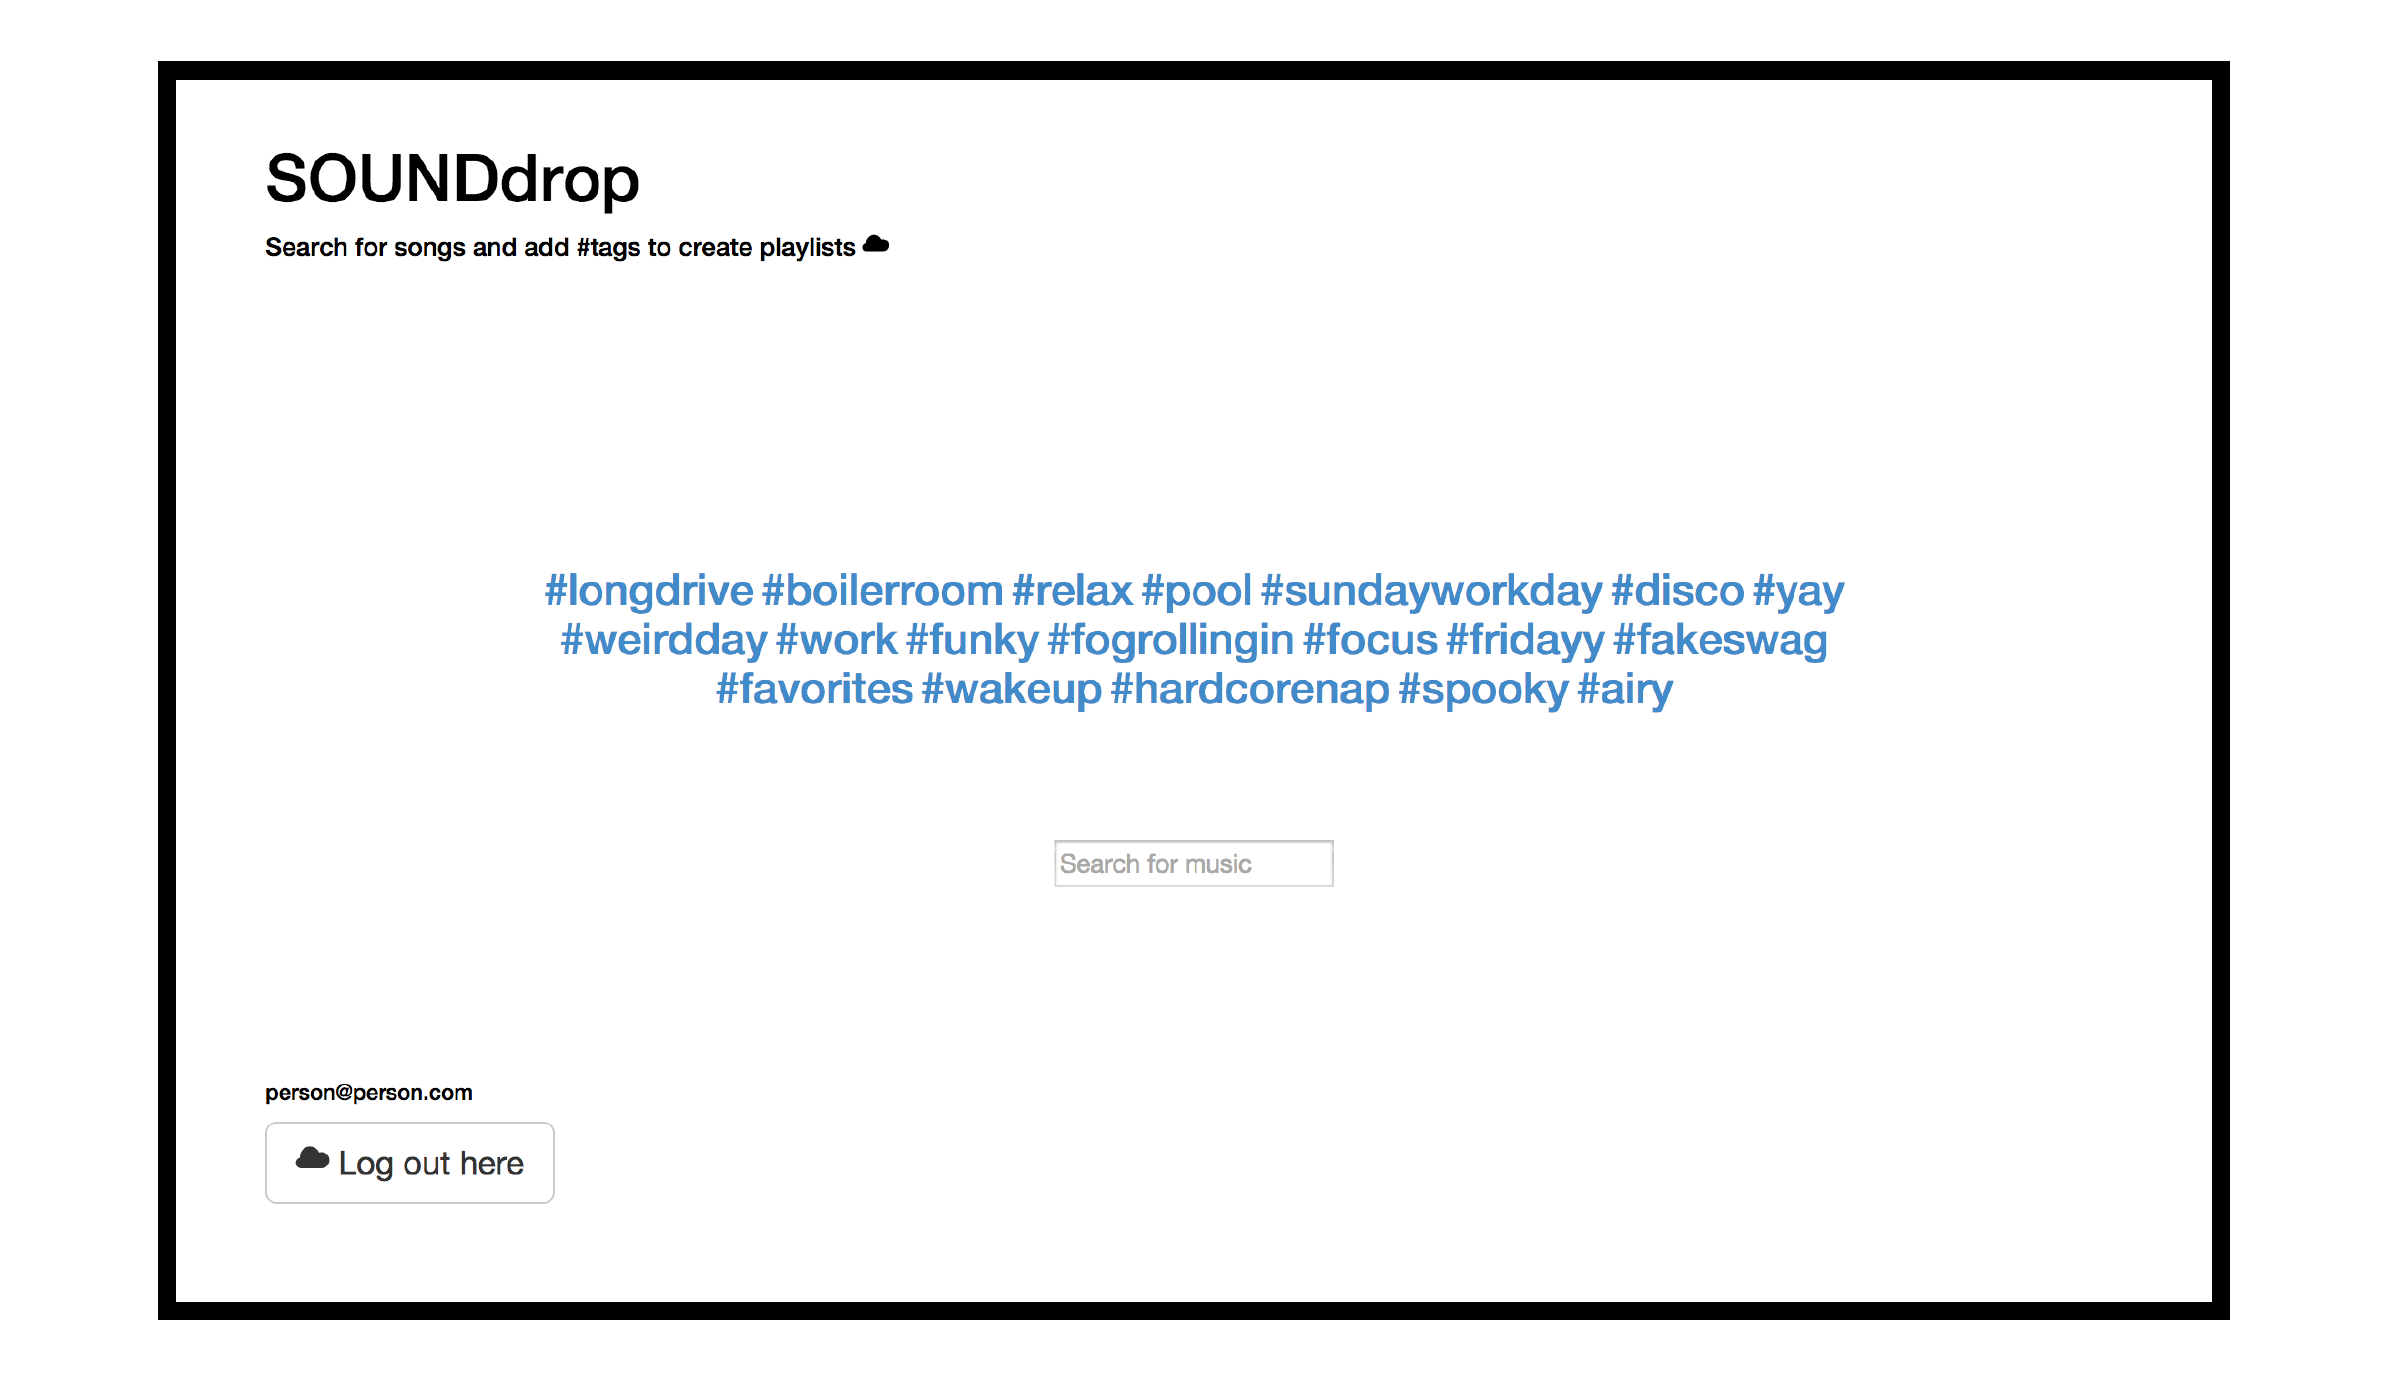 SOUNDdrop
Search for songs and add #tags to create playlists
#longdrive #boilerroom #relax #pool #sundayworkday #disco #yay
#weirdday #work #funky #fogrollingin #focus #fridayy #fakeswag
#favorites #wakeup #hardcorenap #spooky #airy
Search for music
person@person.com
Log out here